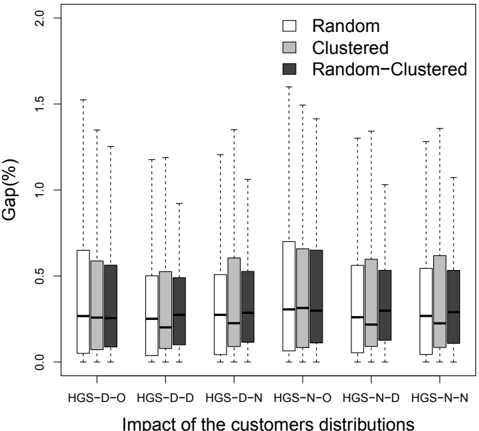 2.0
1.5
1.0
0.5
0.0
Gap(%)
Random
Clustered
Random−Clustered
HGS−D−O HGS−D−D HGS−D−N HGS−N−O HGS−N−D HGS−N−N
Impact of the customers distributions